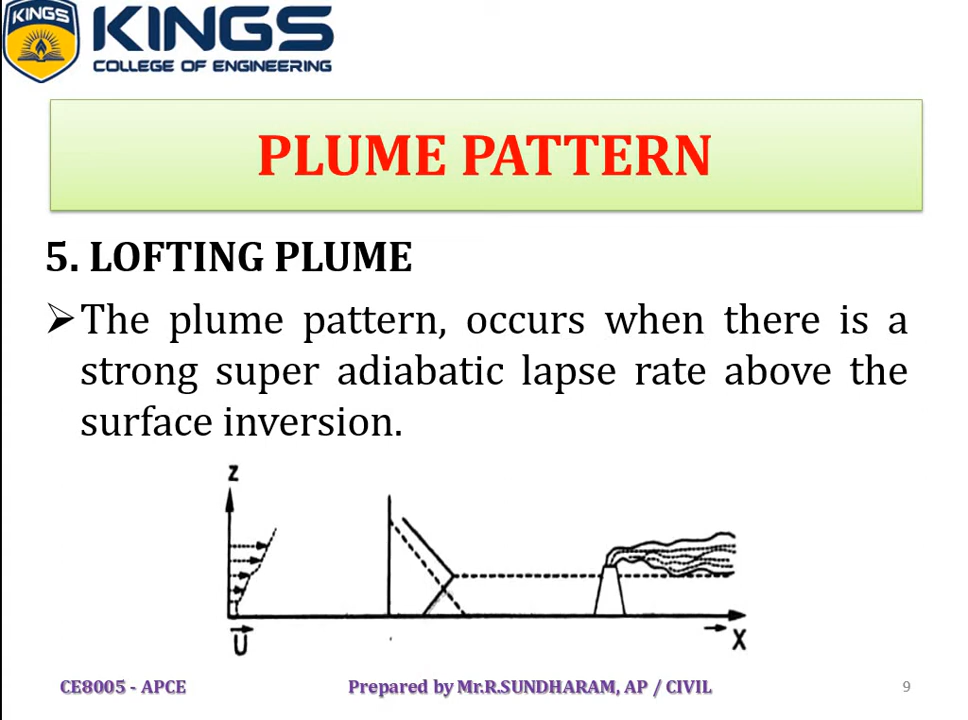 KINGS
COLLEGE OF ENGINEERING
PLUME PATTERN
5. LOFTING PLUME
➢The plume pattern, occurs when there is a
strong super adiabatic lapse rate above the
surface inversion.
Z
U
X
CE8005 - APCE Prepared by Mr.R.SUNDHARAM, AP / CIVIL 9